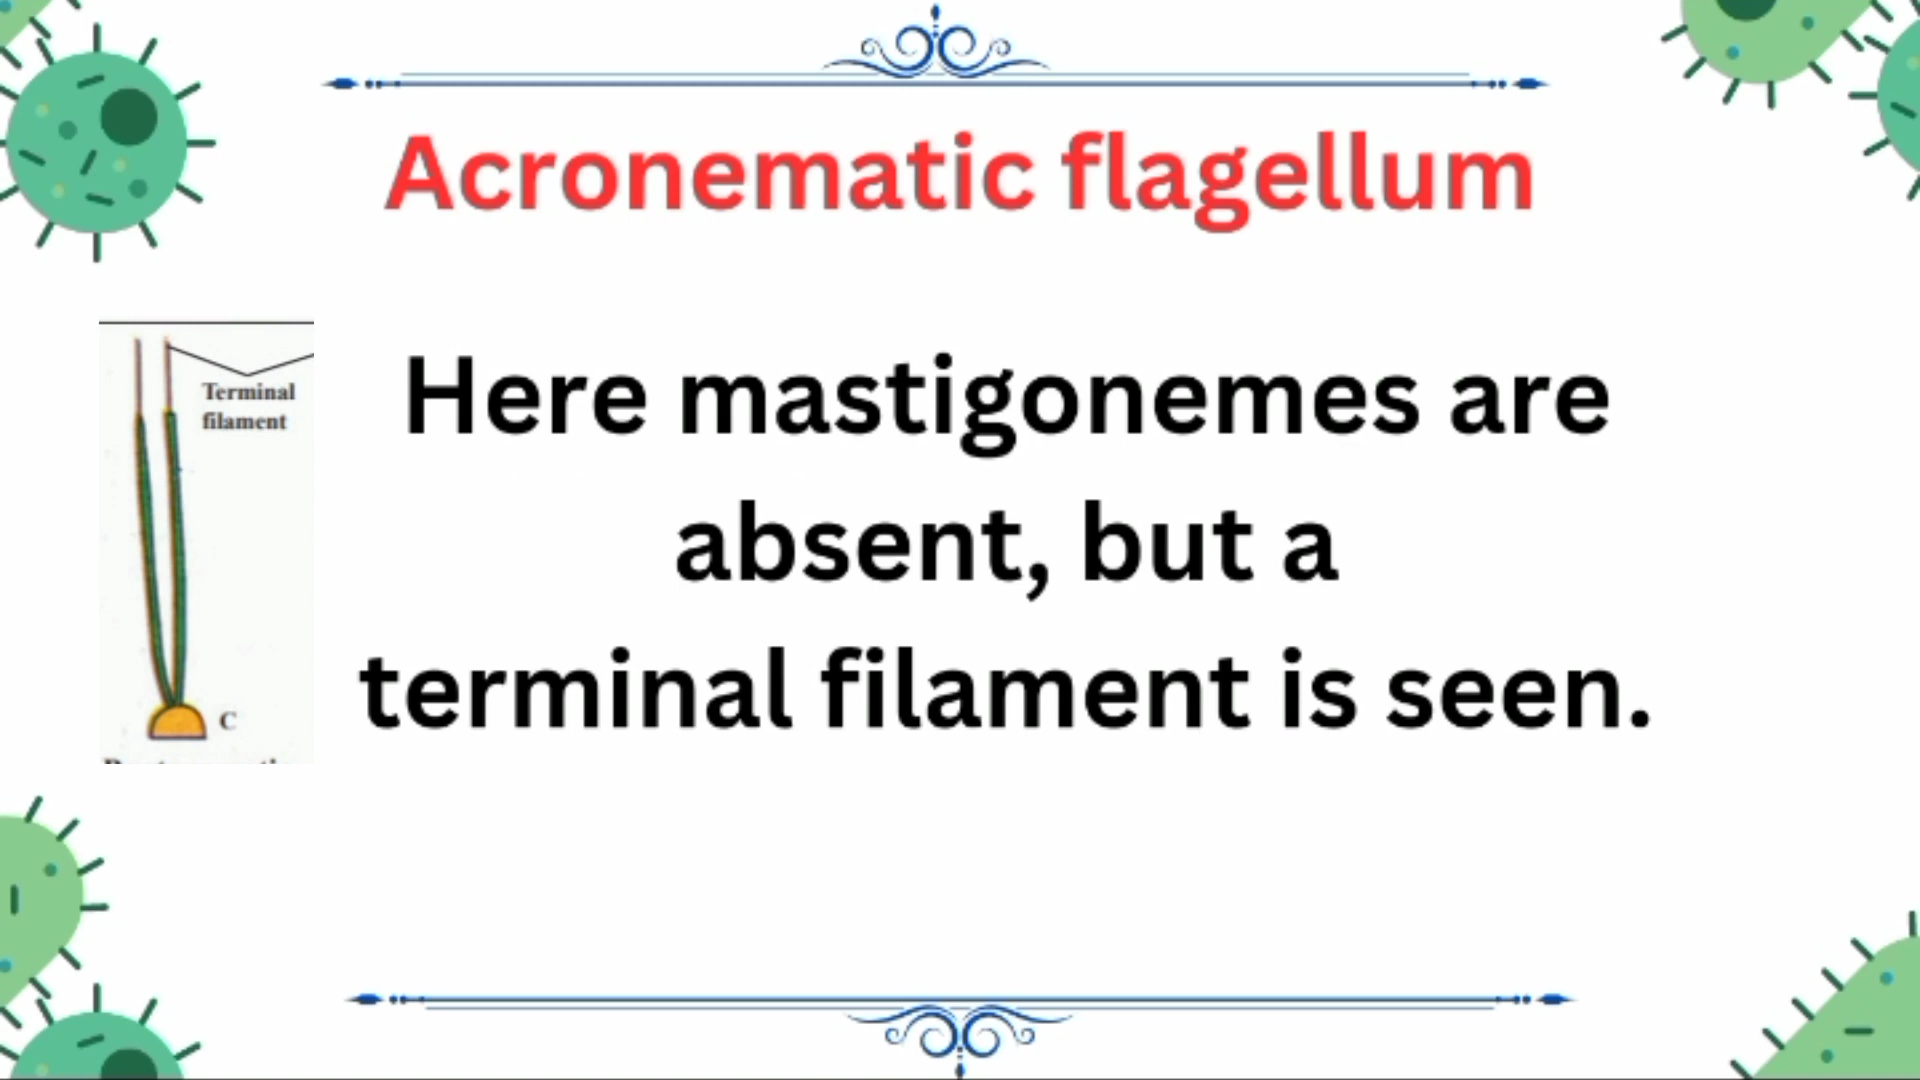 Acronematic flagellum
Terminal
filament
C
Here mastigonemes are
absent, but a
terminal filament is seen.